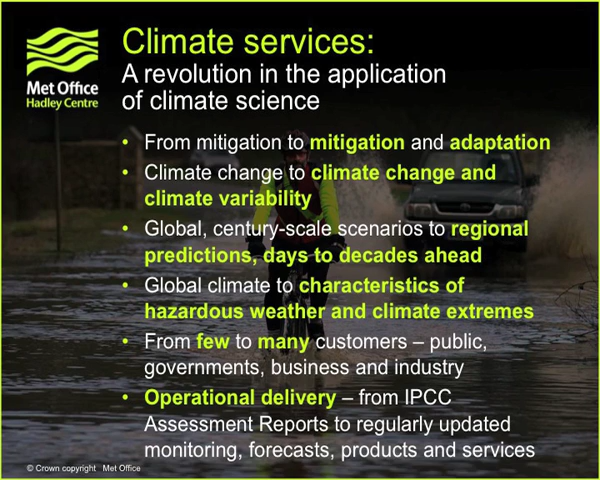 Met Office
Hadley Centre
Climate services:
A revolution in the application
of climate science
• From mitigation to mitigation and adaptation
• Climate change to climate change and
climate variability
• Global, century-scale scenarios to regional
predictions, days to decades ahead
• Global climate to characteristics of
hazardous weather and climate extremes
• From few to many customers – public,
governments, business and industry
• Operational delivery – from IPCC
Assessment Reports to regularly updated
monitoring, forecasts, products and services
© Crown copyright Met Office